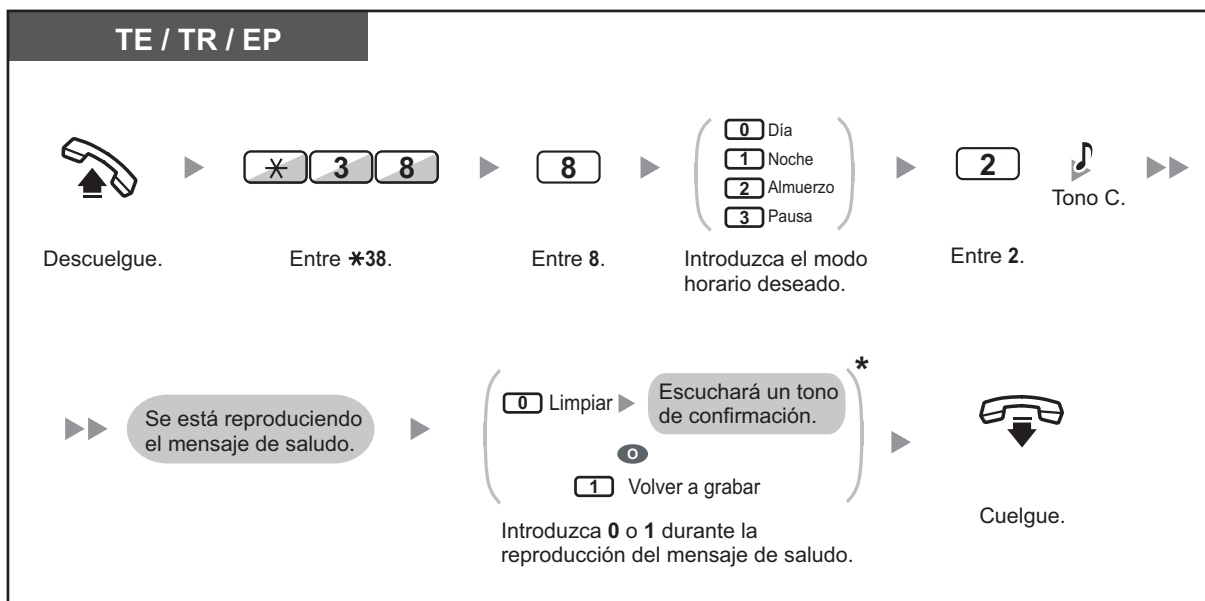 TE / TR / EP
0 Día
1 Noche
2 Almuerzo
3 Pausa
* 3 8
8
2
Tono C.
Descuelgue.
Entre *38.
Entre 8.
Introduzca el modo
horario deseado.
Entre 2.
Se está reproduciendo
el mensaje de saludo.
0 Limpiar
Escuchará un tono
de confirmación.
*
O
1 Volver a grabar
Introduzca 0 o 1 durante la
reproducción del mensaje de saludo.
Cuelgue.